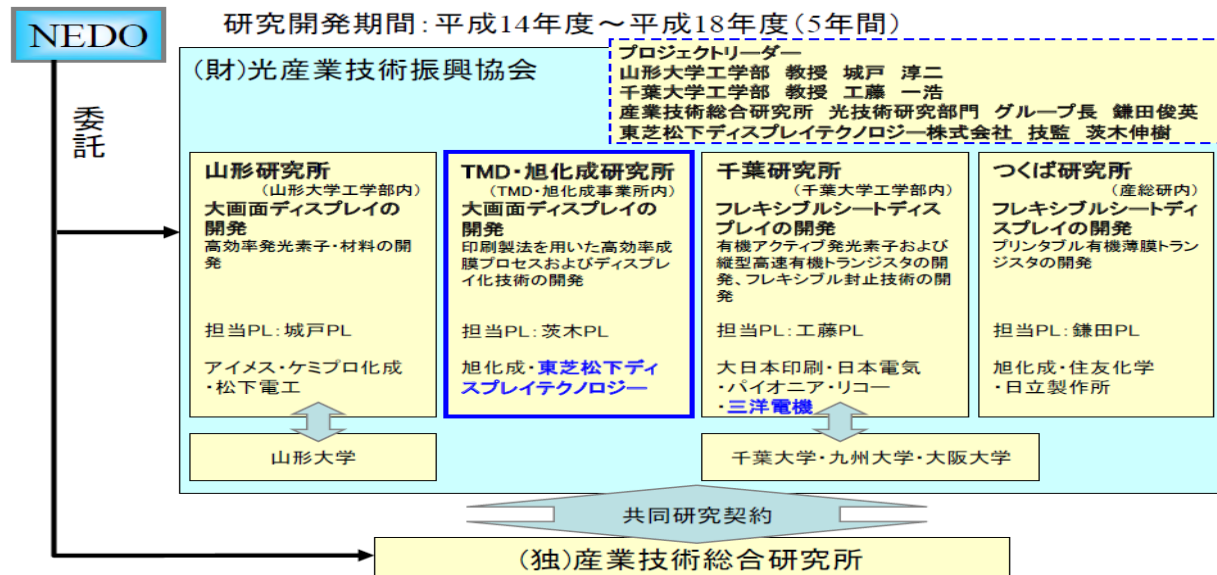 NEDO
研究開発期間:平成14年度～平成18年度(5年間)
委託
(財)光産業技術振興協会
プロジェクトリーダー
山形大学工学部 教授 城戸 淳二
千葉大学工学部 教授 工藤 一浩
産業技術総合研究所 光技術研究部門 グループ長 鎌田俊英
東芝松下ディスプレイテクノロジー株式会社 技監 茨木伸樹
山形研究所
(山形大学工学部内)
大画面ディスプレイの
開発
高効率発光素子・材料の開
発
担当PL:城戸PL
アイメス・ケミプロ化成
・松下電工
TMD・旭化成研究所
(TMD・旭化成事業所内)
大画面ディスプレイの
開発
印刷製法を用いた高効率成
膜プロセスおよびディスプレ
イ化技術の開発
担当PL:茨木PL
旭化成・東芝松下ディ
スプレイテクノロジー
千葉研究所
(千葉大学工学部内)
フレキシブルシートディス
プレイの開発
有機アクティブ発光素子および
縦型高速有機トランジスタの開
発、フレキシブル封止技術の開
発
担当PL:工藤PL
大日本印刷・日本電気
・パイオニア・リコー
・三洋電機
つくば研究所
(産総研内)
フレキシブルシートディ
スプレイの開発
プリンタブル有機薄膜トラン
ジスタの開発
担当PL:鎌田PL
旭化成・住友化学
・日立製作所
山形大学
千葉大学・九州大学・大阪大学
共同研究契約
(独)産業技術総合研究所